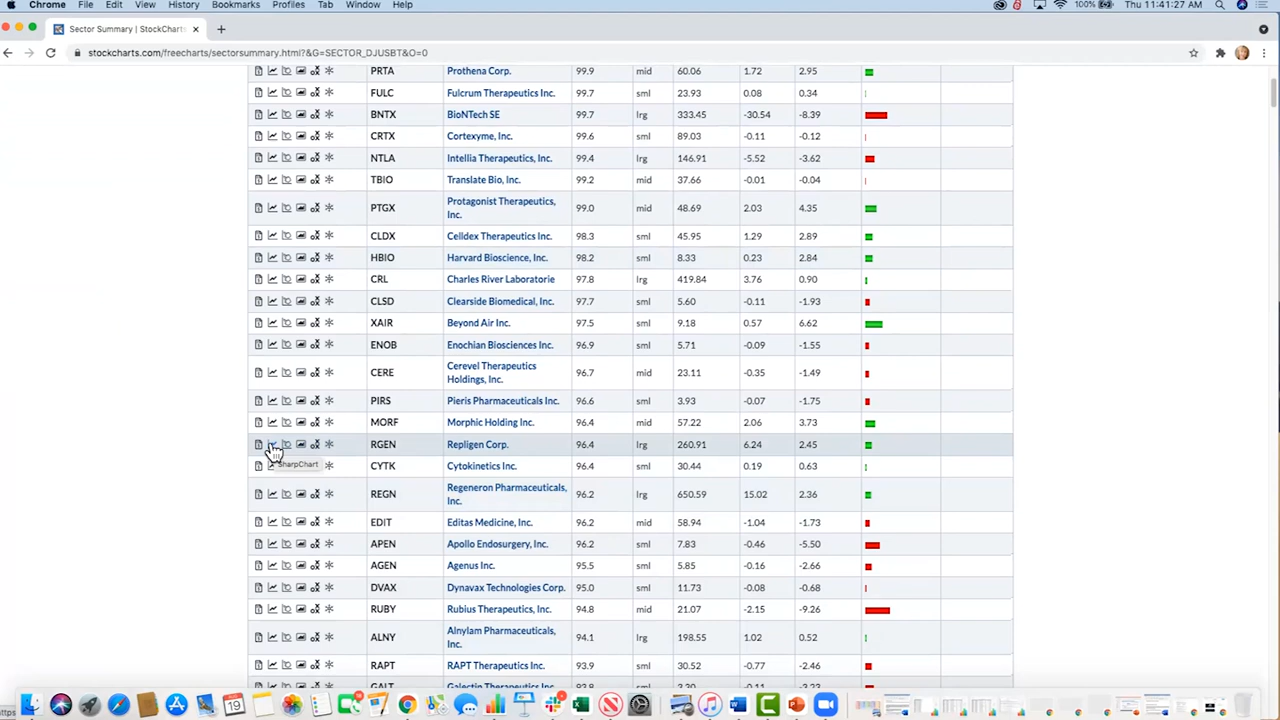 Chrome File Edit View History Bookmarks Profiles Tab Window Help 100% Thu 11:41:27 AM
Sector Summary | StockCharts
stockcharts.com/freecharts/sectorsummary.html?&G=SECTOR_DJUSBT&O=0
PRTA Prothena Corp. 99.9 mid 60.06 1.72 2.95
FULC Fulcrum Therapeutics Inc. 99.7 sml 23.93 0.08 0.34
BNTX BioNTech SE 99.7 lrg 333.45 -30.54 -8.39
CRTX Cortexyme, Inc. 99.6 sml 89.03 -0.11 -0.12
NTLA Intellia Therapeutics, Inc. 99.4 lrg 146.91 -5.52 -3.62
TBIO Translate Bio, Inc. 99.2 mid 37.66 -0.01 -0.04
PTGX Protagonist Therapeutics, Inc. 99.0 mid 48.69 2.03 4.35
CLDX Celldex Therapeutics Inc. 98.3 sml 45.95 1.29 2.89
HBIO Harvard Bioscience, Inc. 98.2 sml 8.33 0.23 2.84
CRL Charles River Laboratorie 97.8 lrg 419.84 3.76 0.90
CLSD Clearside Biomedical, Inc. 97.7 sml 5.60 -0.11 -1.93
XAIR Beyond Air Inc. 97.5 sml 9.18 0.57 6.62
ENOB Enochian Biosciences Inc. 96.9 sml 5.71 -0.09 -1.55
CERE Cerevel Therapeutics Holdings, Inc. 96.7 mid 23.11 -0.35 -1.49
PIRS Pieris Pharmaceuticals Inc. 96.6 sml 3.93 -0.07 -1.75
MORF Morphic Holding Inc. 96.4 mid 57.22 2.06 3.73
RGEN Repligen Corp. 96.4 lrg 260.91 6.24 2.45
SharpChart
CYTK Cytokinetics Inc. 96.4 sml 30.44 0.19 0.63
REGN Regeneron Pharmaceuticals, Inc. 96.2 lrg 650.59 15.02 2.36
EDIT Editas Medicine, Inc. 96.2 mid 58.94 -1.04 -1.73
APEN Apollo Endosurgery, Inc. 96.2 sml 7.83 -0.46 -5.50
AGEN Agenus Inc. 95.5 sml 5.85 -0.16 -2.66
DVAX Dynavax Technologies Corp. 95.0 sml 11.73 -0.08 -0.68
RUBY Rubius Therapeutics, Inc. 94.8 mid 21.07 -2.15 -9.26
ALNY Alnylam Pharmaceuticals, Inc. 94.1 lrg 198.55 1.02 0.52
RAPT RAPT Therapeutics Inc. 93.9 sml 30.52 -0.77 -2.46
GALT Galectin Therapeutics
19